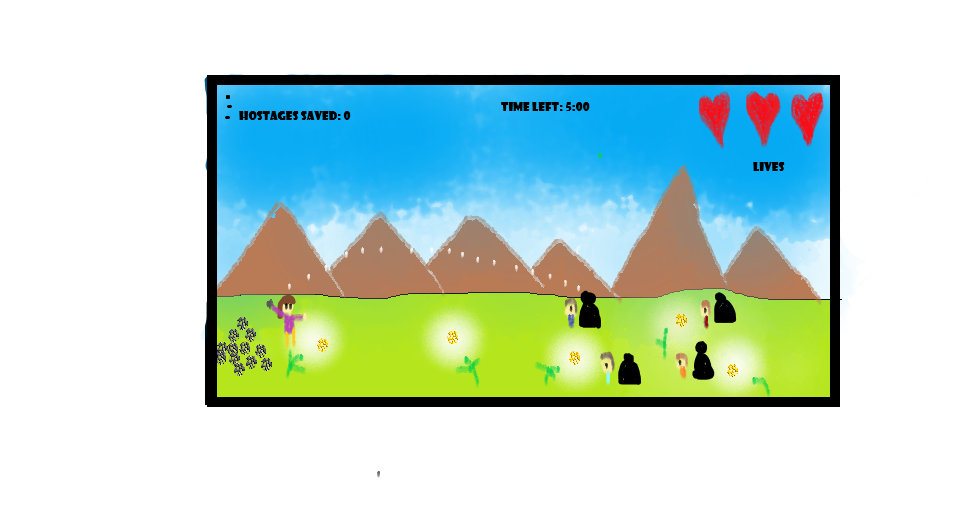 HOSTAGES SAVED: 0
TIME LEFT: 5:00
LIVES